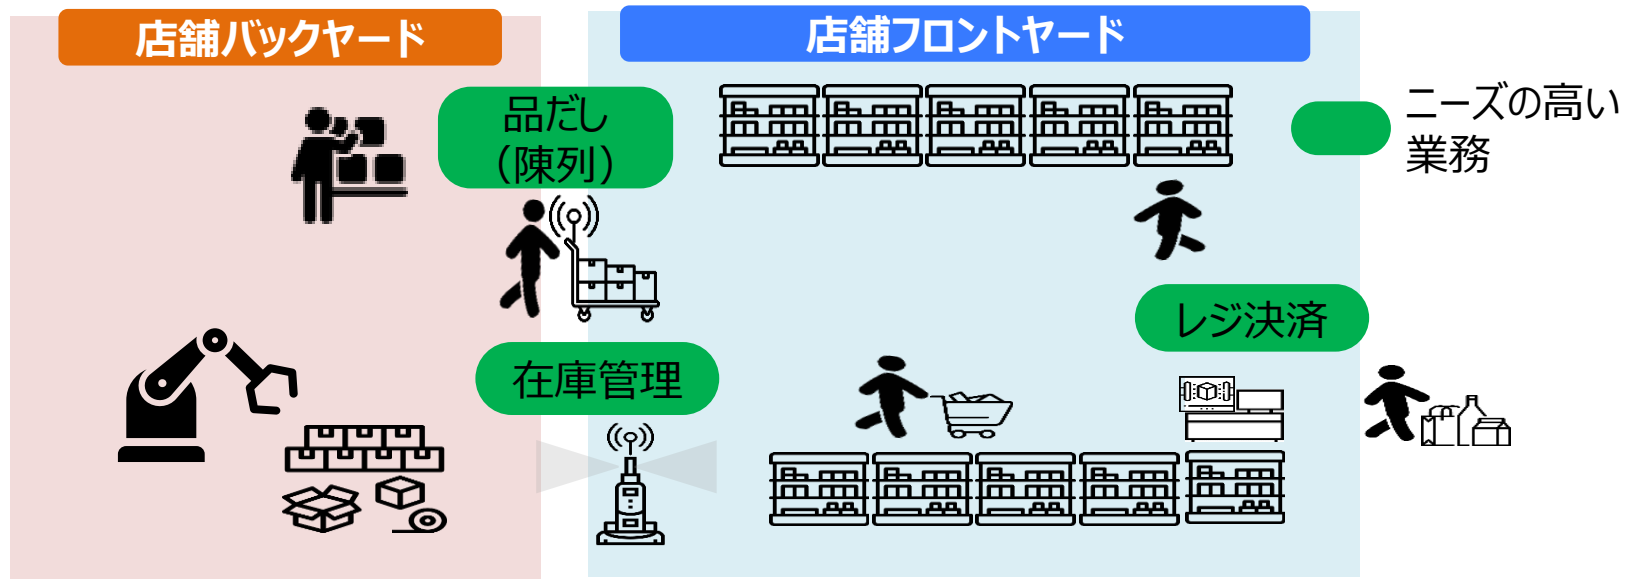 店舗バックヤード
店舗フロントヤード
品だし
（陳列）
ニーズの高い
業務
レジ決済
在庫管理